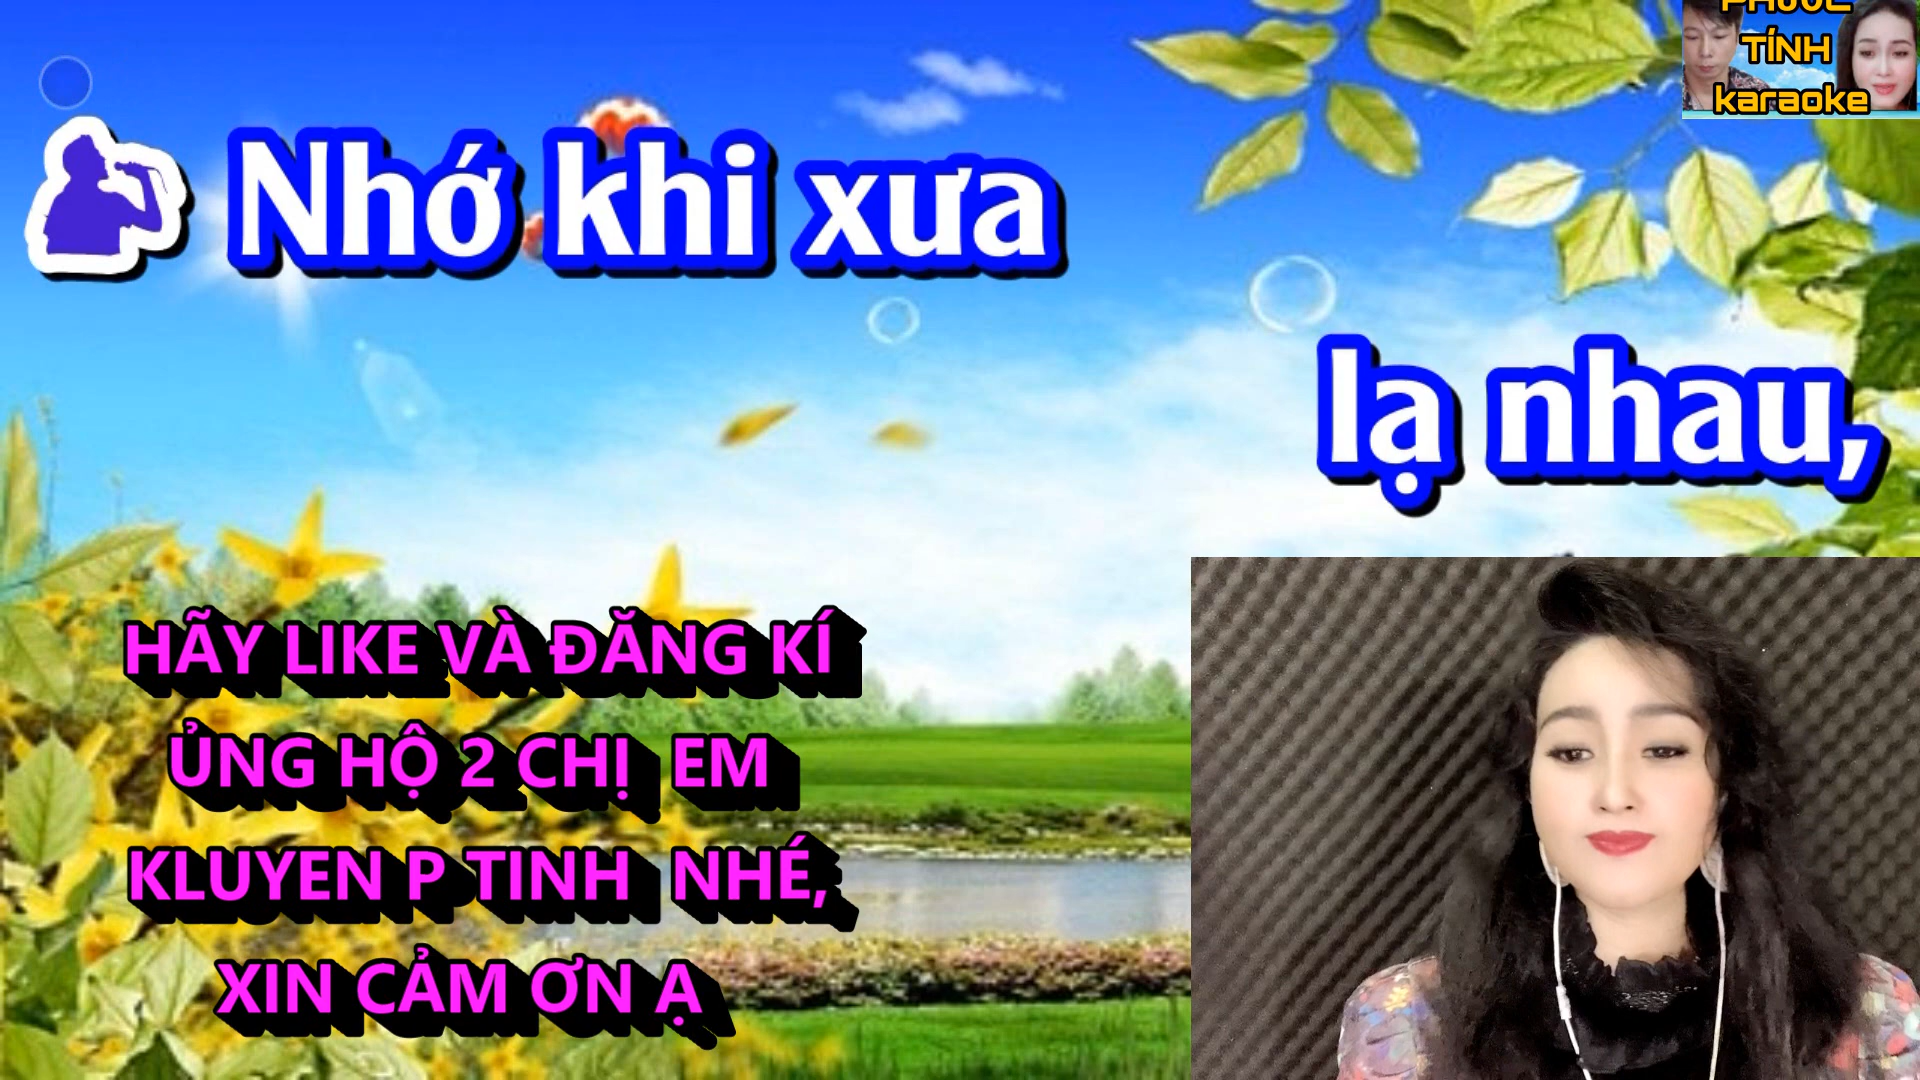 PHƯỚC
TÍNH
karaoke
Nhớ khi xưa
lạ nhau,
HÃY LIKE VÀ ĐĂNG KÍ
ỦNG HỘ 2 CHỊ EM
KLUYEN P TINH NHÉ,
XIN CẢM ƠN Ạ